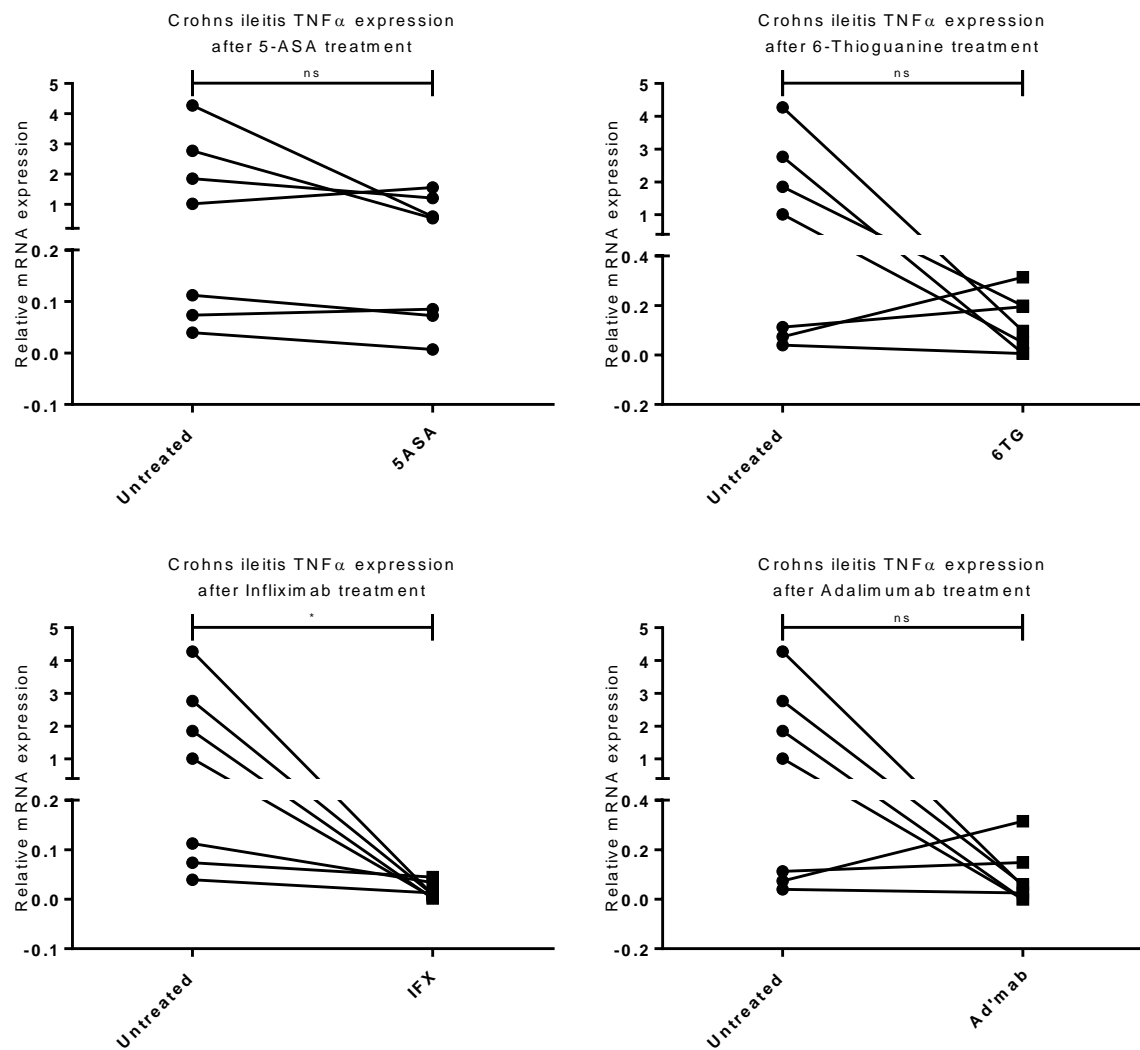 Crohns ileitis TNFα expression
after 5-ASA treatment
ns
5
4
3
2
1
0.2
0.1
0.0
-0.1
Relative mRNA expression
Untreated
5ASA
Crohns ileitis TNFα expression
after 6-Thioguanine treatment
ns
5
4
3
2
1
0.4
0.2
0.0
-0.2
Relative mRNA expression
Untreated
6TG
Crohns ileitis TNFα expression
after Infliximab treatment
*
5
4
3
2
1
0.2
0.1
0.0
-0.1
Relative mRNA expression
Untreated
IFX
Crohns ileitis TNFα expression
after Adalimumab treatment
ns
5
4
3
2
1
0.4
0.2
0.0
-0.2
Relative mRNA expression
Untreated
Ad'mab